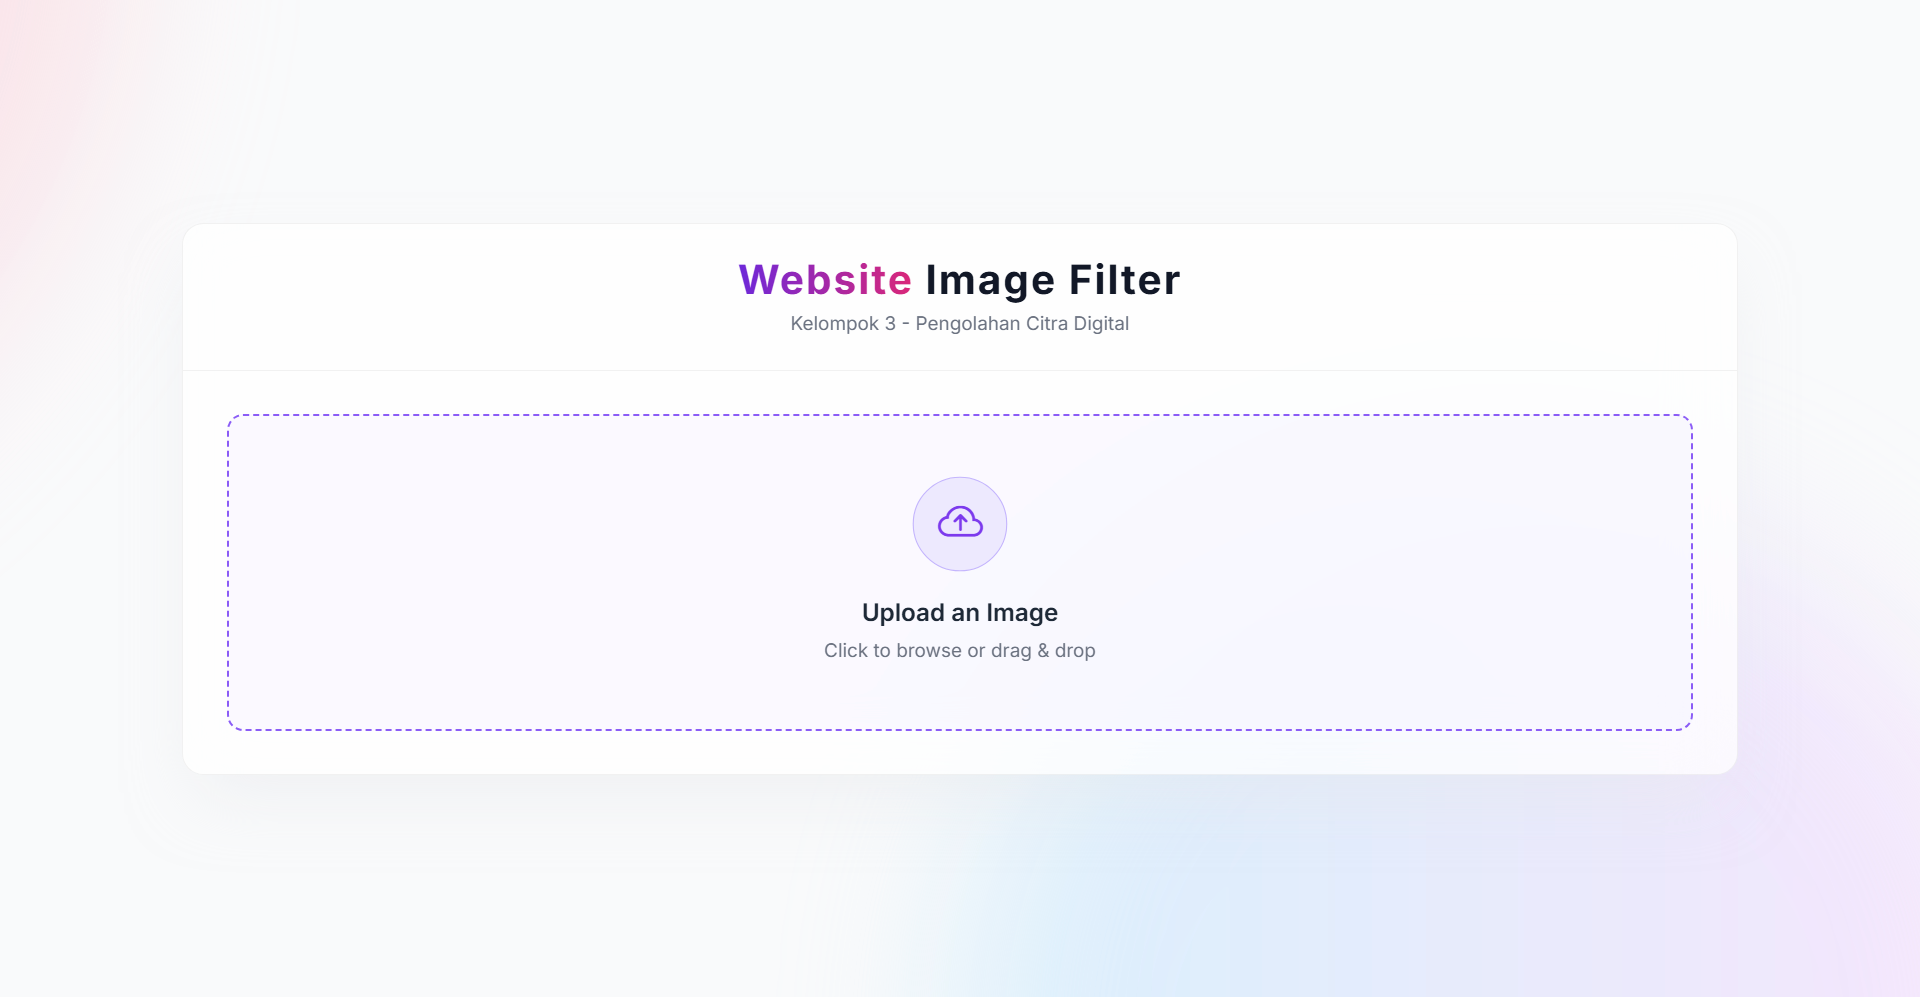 Website Image Filter
Kelompok 3 - Pengolahan Citra Digital
Upload an Image
Click to browse or drag & drop